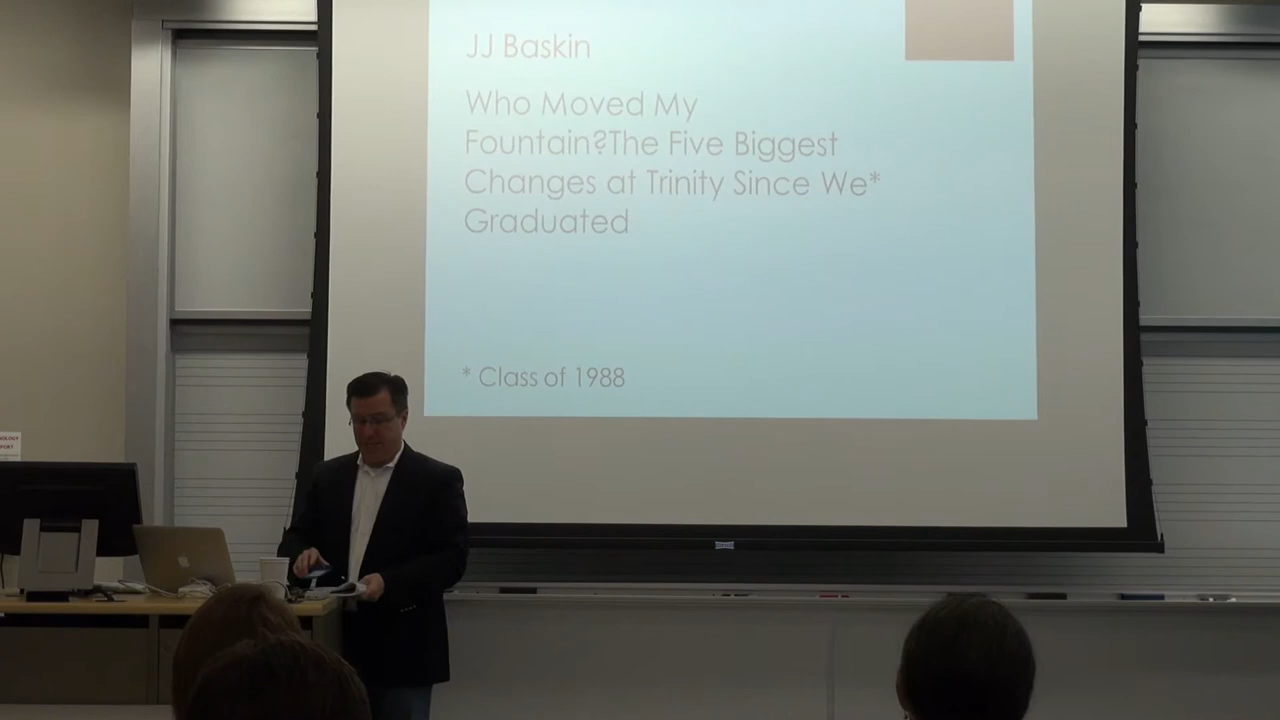 JJ Baskin
Who Moved My
Fountain?The Five Biggest
Changes at Trinity Since We*
Graduated
* Class of 1988